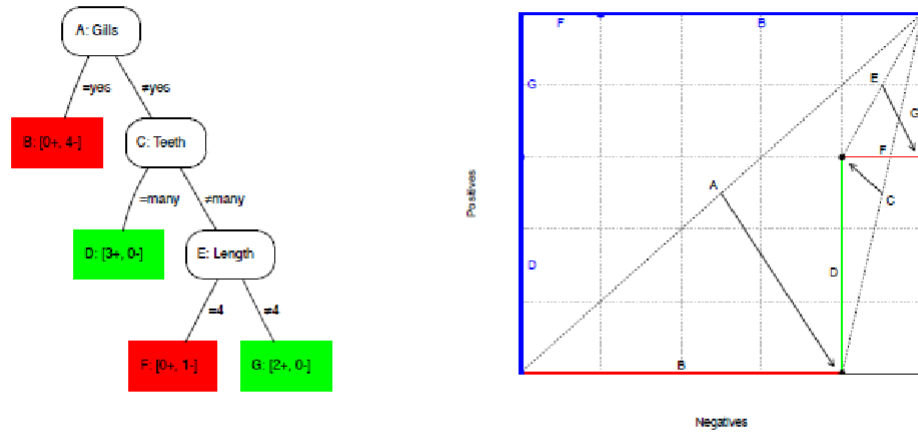 A: Gills
=yes
≠yes
B: [0+, 4-]
C: Teeth
=many
≠many
D: [3+, 0-]
E: Length
=4
≠4
F: [0+, 1-]
G: [2+, 0-]
F
B
G
E
G
F
A
C
Positives
D
D
B
Negatives